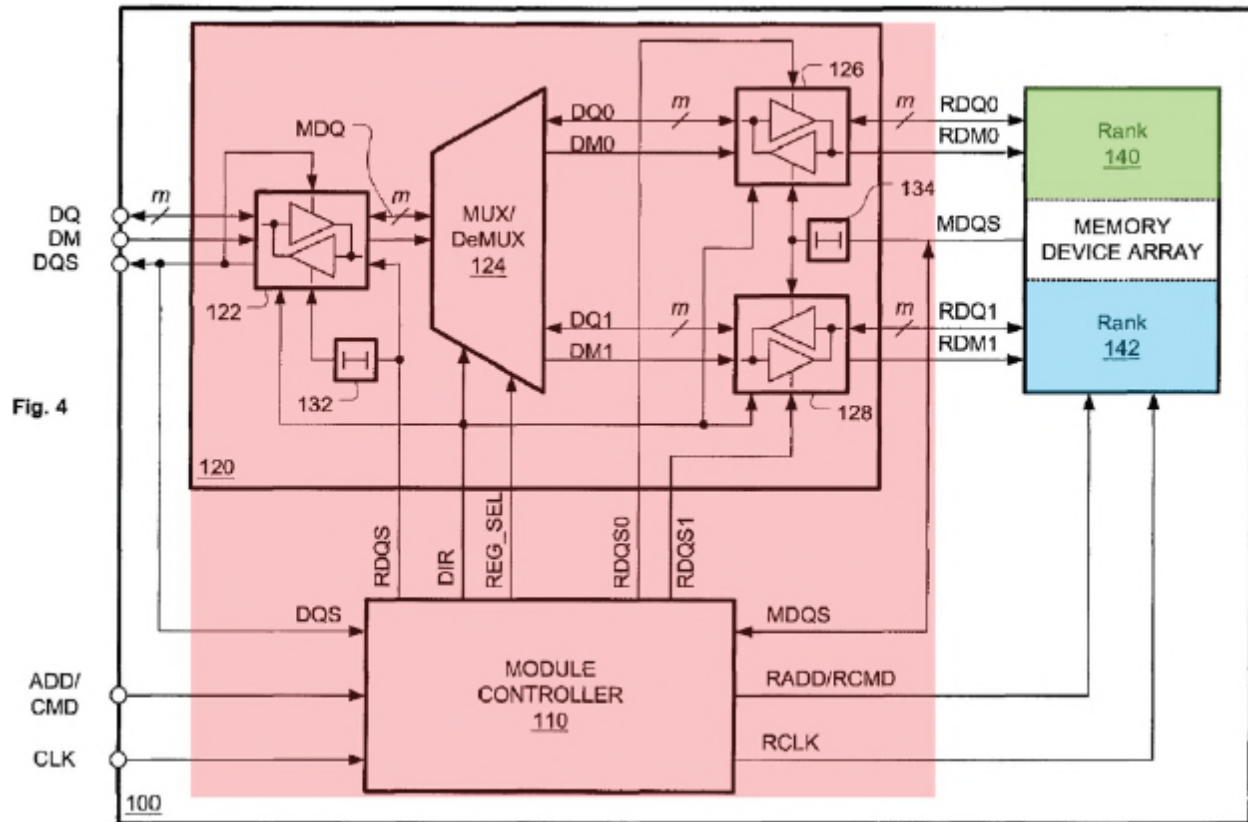 126
DQ0
m
m
RDQ0
MDQ
DM0
RDM0
Rank
140
134
m
m
DQ
DM
DQS
MUX/
DeMUX
124
MDQS
MEMORY
DEVICE ARRAY
122
DQ1
m
m
RDQ1
DM1
RDM1
Rank
142
132
128
Fig. 4
120
RDQS
DIR
REG_SEL
RDQS0
RDQS1
DQS
MDQS
ADD/
CMD
MODULE
CONTROLLER
110
RADD/RCMD
CLK
RCLK
100